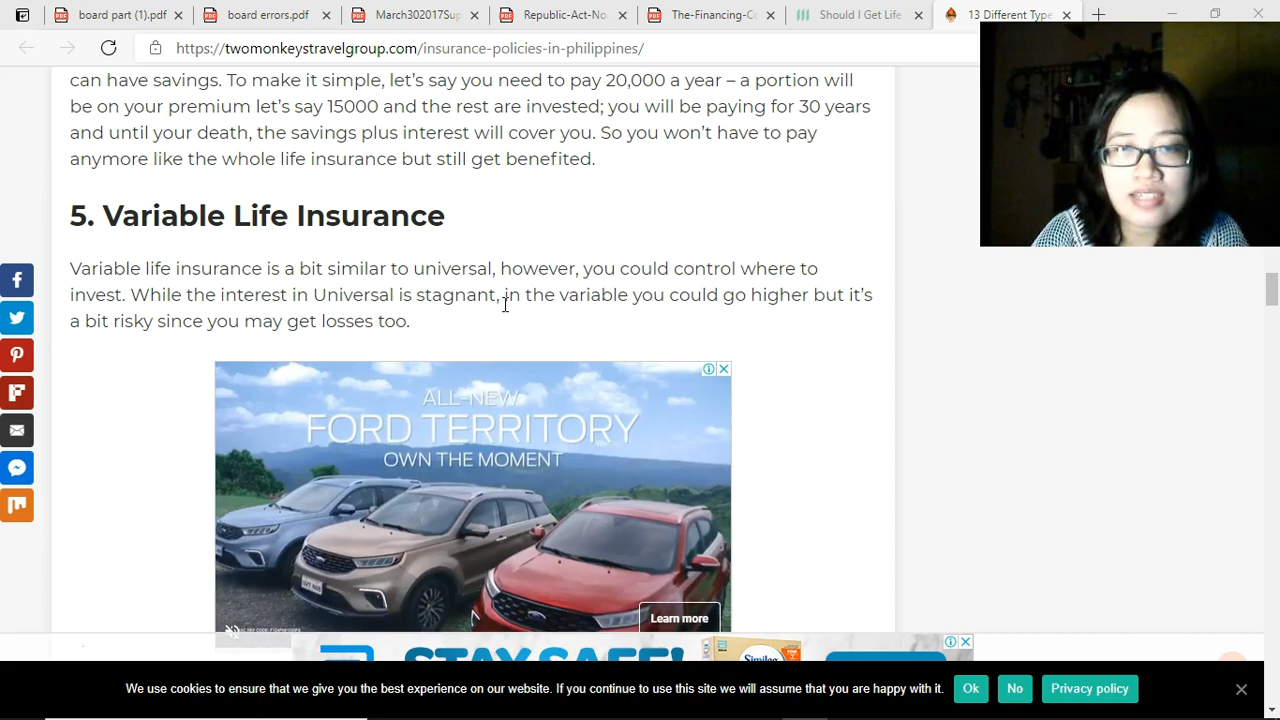 board part (1).pdf
board errors.pdf
March302017Sup
Republic-Act-No.
The-Financing-Co
Should I Get Life
13 Different Type
https://twomonkeystravelgroup.com/insurance-policies-in-philippines/
can have savings. To make it simple, let's say you need to pay 20,000 a year – a portion will
be on your premium let's say 15000 and the rest are invested; you will be paying for 30 years
and until your death, the savings plus interest will cover you. So you won't have to pay
anymore like the whole life insurance but still get benefited.
5. Variable Life Insurance
Variable life insurance is a bit similar to universal, however, you could control where to
invest. While the interest in Universal is stagnant, in the variable you could go higher but it's
a bit risky since you may get losses too.
ALL-NEW
FORD TERRITORY
OWN THE MOMENT
Learn more
STAY SAFE!
Similac
We use cookies to ensure that we give you the best experience on our website. If you continue to use this site we will assume that you are happy with it.
Ok
No
Privacy policy